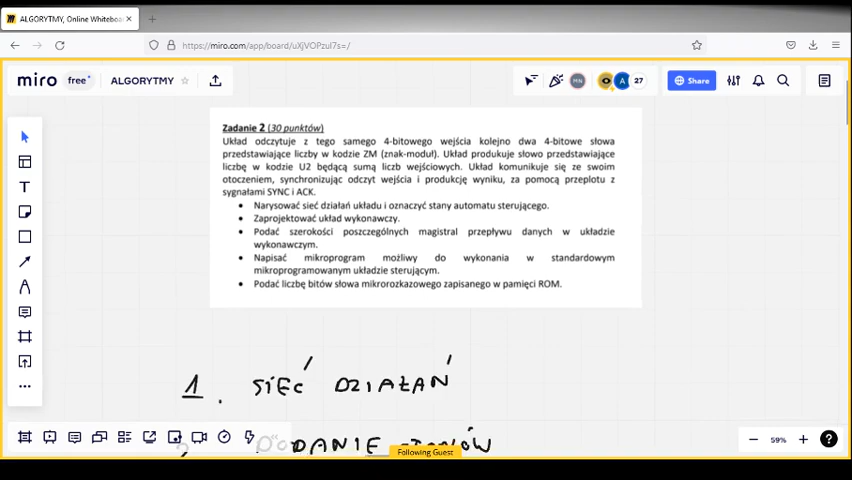 ALGORYTMY, Online Whiteboar
https://miro.com/app/board/uXjVOPzuI7s=/
miro free ALGORYTMY 27 Share
MN A
Zadanie 2 (30 punktów)
Układ odczytuje z tego samego 4-bitowego wejścia kolejno dwa 4-bitowe słowa
przedstawiające liczby w kodzie ZM (znak-moduł). Układ produkuje słowo przedstawiające
liczbę w kodzie U2 będącą sumą liczb wejściowych. Układ komunikuje się ze swoim
otoczeniem, synchronizując odczyt wejścia i produkcję wyniku, za pomocą przeplotu z
sygnałami SYNC i ACK.
• Narysować sieć działań układu i oznaczyć stany automatu sterującego.
• Zaprojektować układ wykonawczy.
• Podać szerokości poszczególnych magistral przepływu danych w układzie
wykonawczym.
• Napisać mikroprogram możliwy do wykonania w standardowym
mikroprogramowanym układzie sterującym.
• Podać liczbę bitów słowa mikrorozkazowego zapisanego w pamięci ROM.
1. SIEĆ DZIAŁAŃ
59%
Following Guest